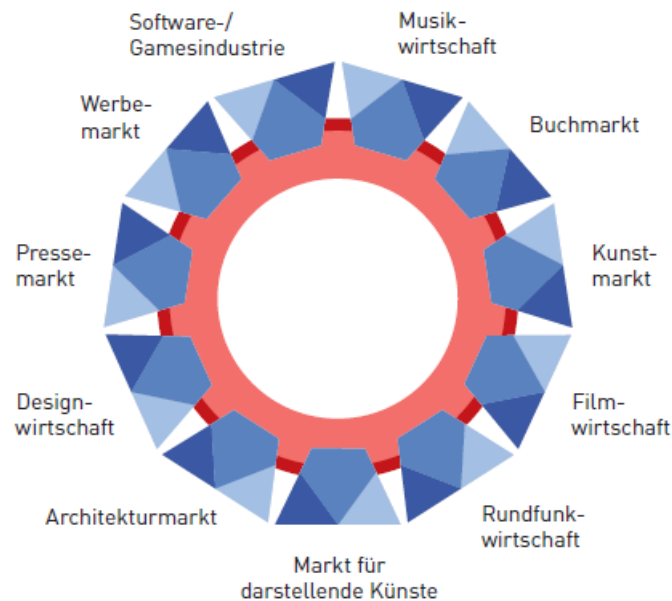 Software-/
Gamesindustrie
Musik-
wirtschaft
Werbe-
markt
Buchmarkt
Presse-
markt
Kunst-
markt
Design-
wirtschaft
Film-
wirtschaft
Architekturmarkt
Rundfunk-
wirtschaft
Markt für
darstellende Künste